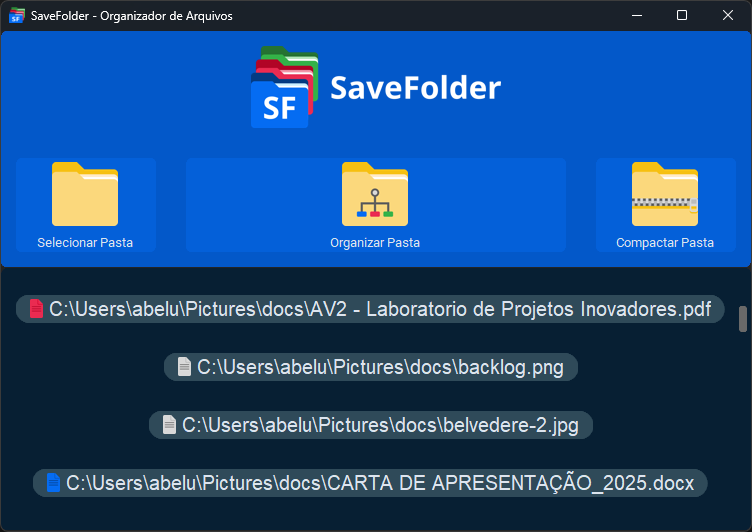 SF SaveFolder - Organizador de Arquivos
SF SaveFolder
Selecionar Pasta
Organizar Pasta
Compactar Pasta
C:\Users\abelu\Pictures\docs\AV2 - Laboratorio de Projetos Inovadores.pdf
C:\Users\abelu\Pictures\docs\backlog.png
C:\Users\abelu\Pictures\docs\belvedere-2.jpg
C:\Users\abelu\Pictures\docs\CARTA DE APRESENTAÇÃO_2025.docx